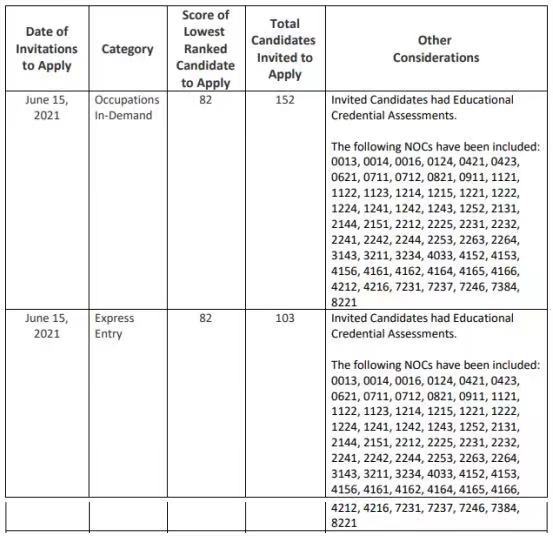 Date of
Invitations
to Apply
Category
Score of
Lowest
Ranked
Candidate
to Apply
Total
Candidates
Invited to
Apply
Other
Considerations
June 15,
2021
Occupations
In-Demand
82
152
Invited Candidates had Educational
Credential Assessments.
The following NOCs have been included:
0013, 0014, 0016, 0124, 0421, 0423,
0621, 0711, 0712, 0821, 0911, 1121,
1122, 1123, 1214, 1215, 1221, 1222,
1224, 1241, 1242, 1243, 1252, 2131,
2144, 2151, 2212, 2225, 2231, 2232,
2241, 2242, 2244, 2253, 2263, 2264,
3143, 3211, 3234, 4033, 4152, 4153,
4156, 4161, 4162, 4164, 4165, 4166,
4212, 4216, 7231, 7237, 7246, 7384,
8221
June 15,
2021
Express
Entry
82
103
Invited Candidates had Educational
Credential Assessments.
The following NOCs have been included:
0013, 0014, 0016, 0124, 0421, 0423,
0621, 0711, 0712, 0821, 0911, 1121,
1122, 1123, 1214, 1215, 1221, 1222,
1224, 1241, 1242, 1243, 1252, 2131,
2144, 2151, 2212, 2225, 2231, 2232,
2241, 2242, 2244, 2253, 2263, 2264,
3143, 3211, 3234, 4033, 4152, 4153,
4156, 4161, 4162, 4164, 4165, 4166,
4212, 4216, 7231, 7237, 7246, 7384,
8221